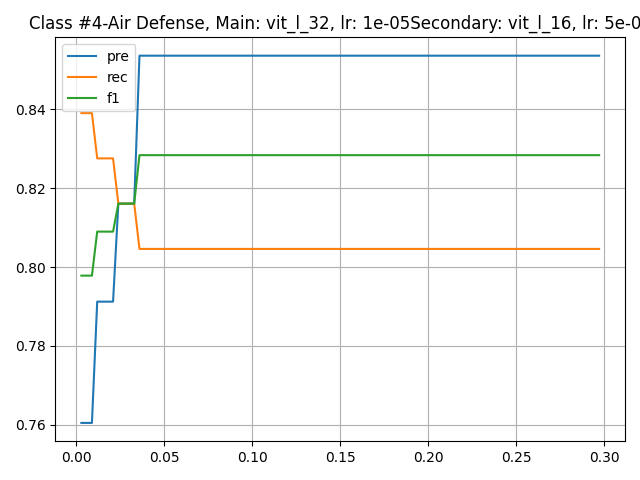 Class #4-Air Defense, Main: vit_l_32, lr: 1e-05Secondary: vit_l_16, lr: 5e-0
pre
rec
f1
0.84
0.82
0.80
0.78
0.76
0.00 0.05 0.10 0.15 0.20 0.25 0.30